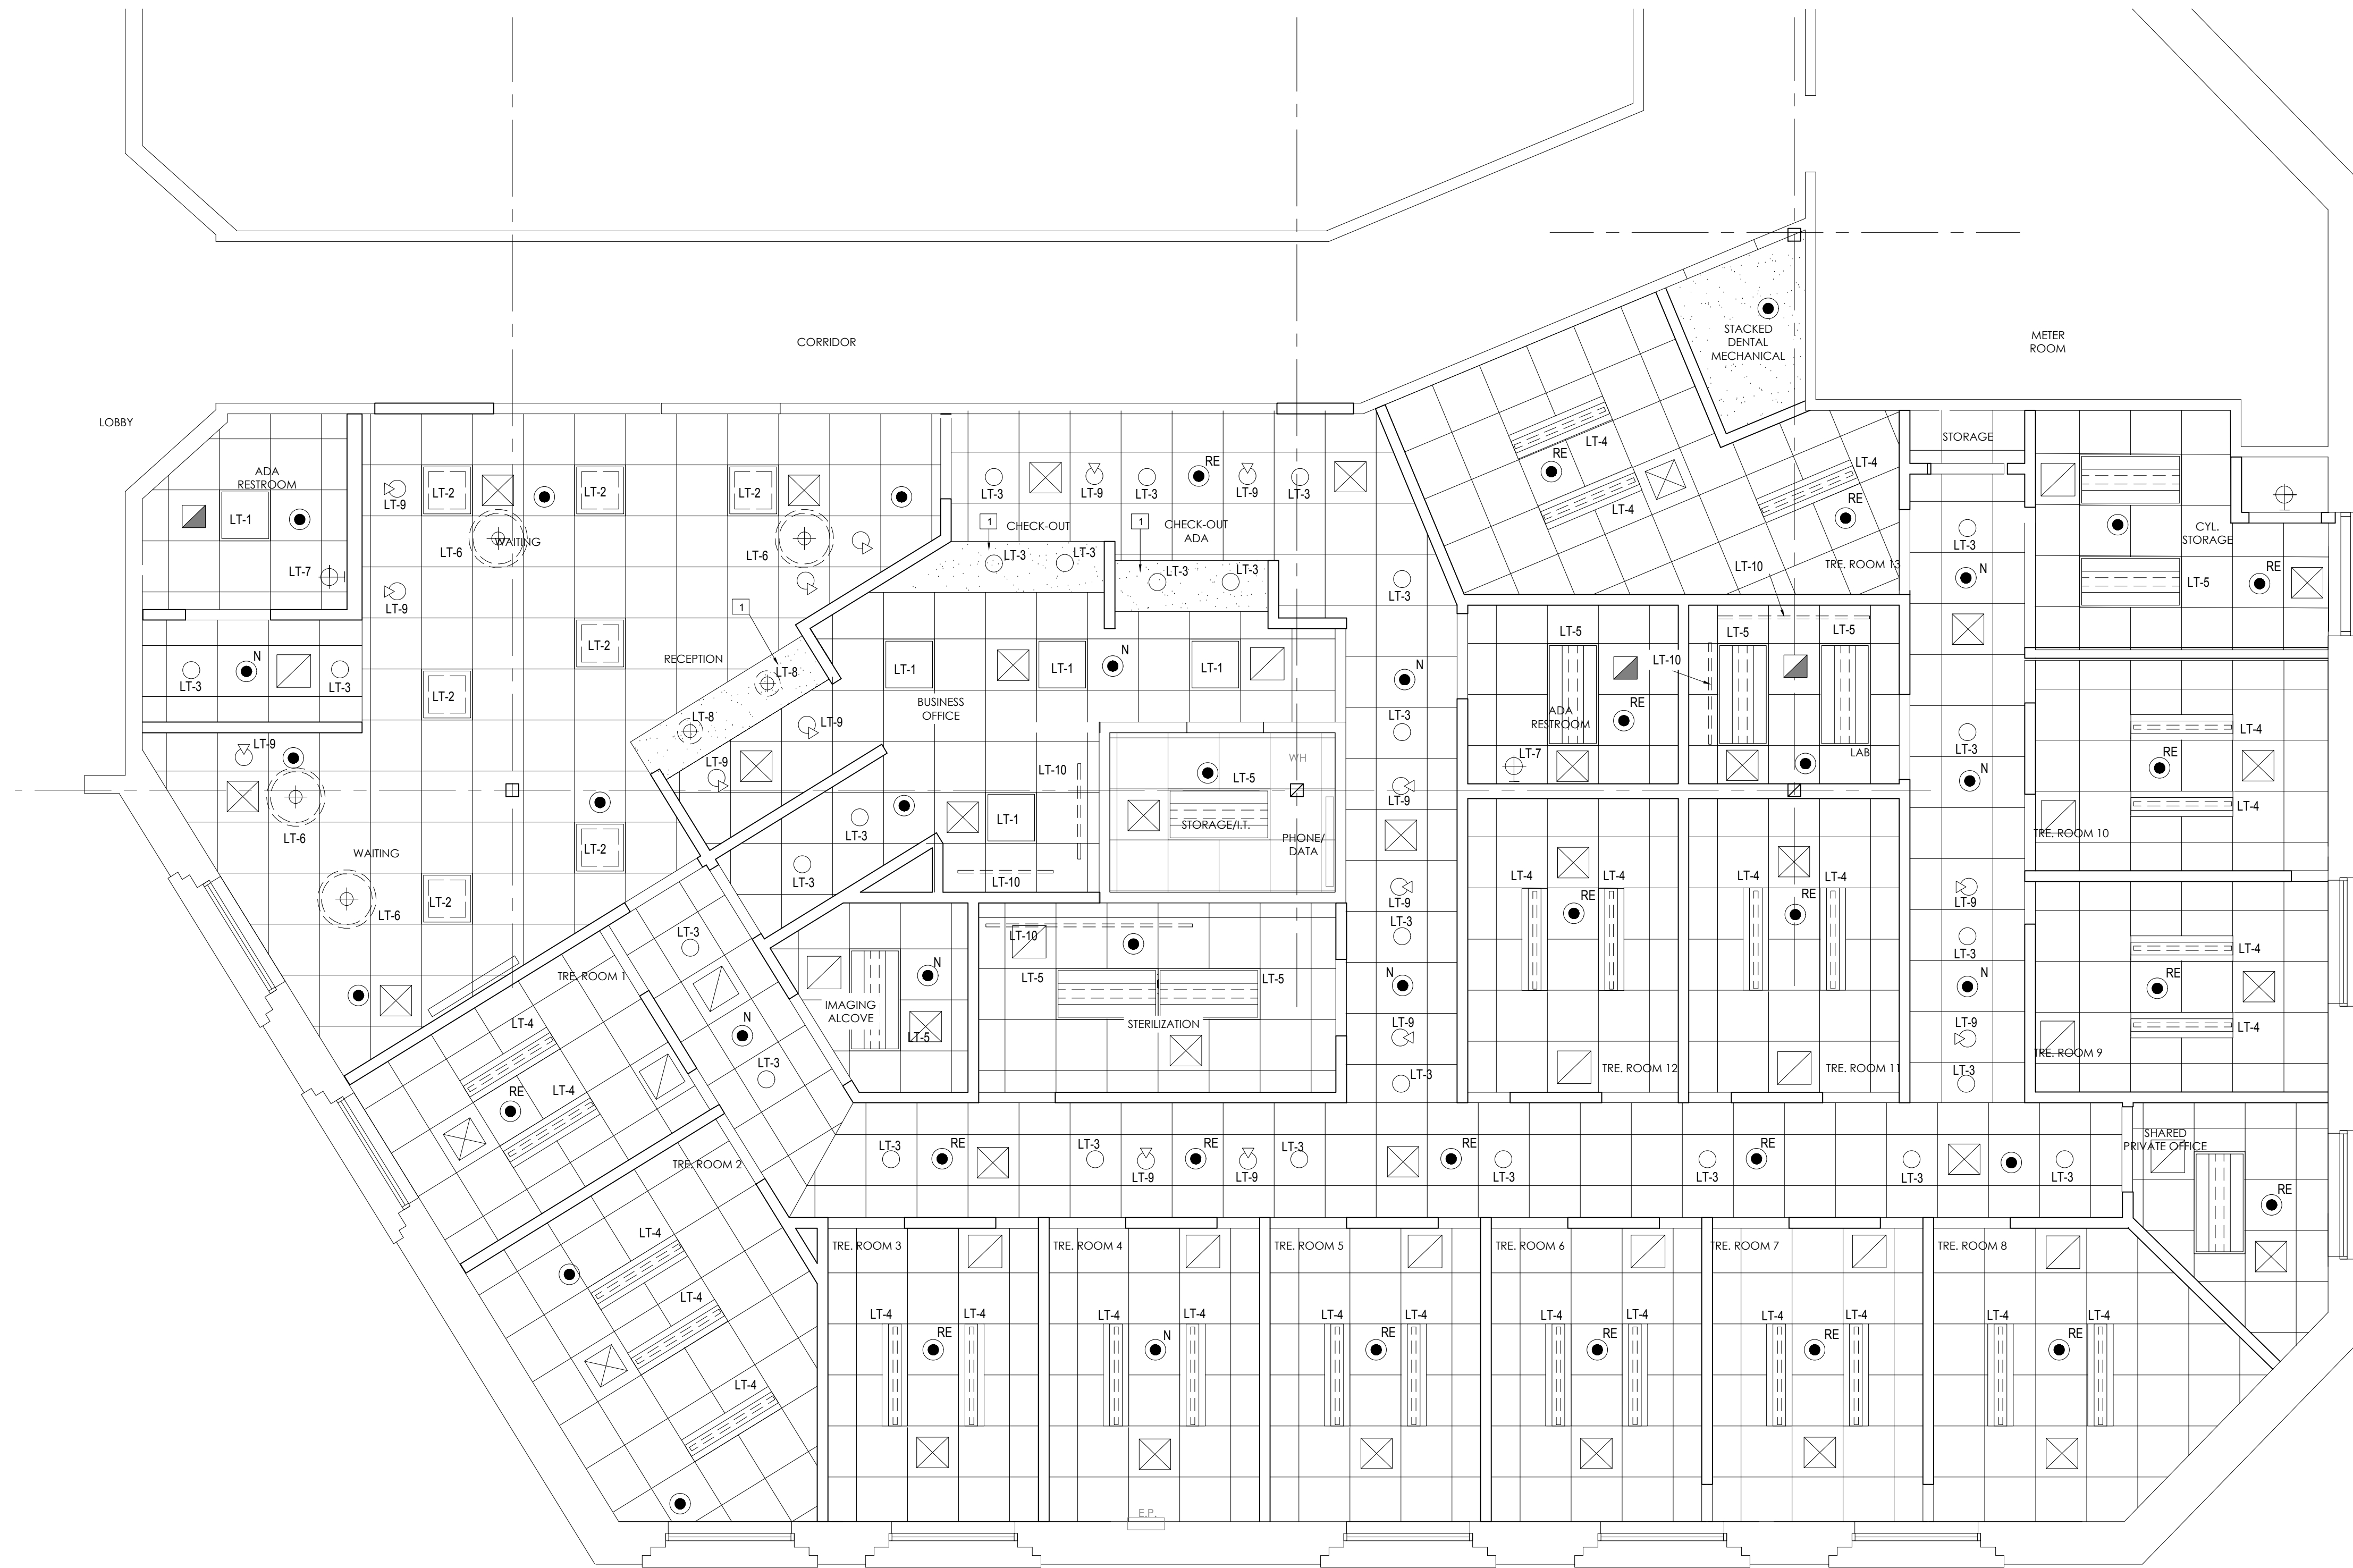 CORRIDOR
LOBBY
METER
ROOM
STACKED
DENTAL
MECHANICAL
STORAGE
ADA
RESTROOM
LT-1
LT-7
LT-9
LT-2
LT-2
LT-2
LT-6
WAITING
LT-6
LT-9
LT-3
LT-9
LT-3
RE
LT-9
LT-3
1
CHECK-OUT
1
CHECK-OUT
ADA
LT-3
LT-3
LT-3
LT-3
LT-4
RE
LT-4
LT-4
RE
TRE. ROOM 13
LT-10
LT-3
N
CYL.
STORAGE
RE
LT-5
N
LT-3
LT-3
1
LT-2
LT-2
RECEPTION
LT-8
LT-8
LT-1
LT-1
N
LT-1
BUSINESS
OFFICE
LT-3
N
LT-3
LT-5
LT-10
RE
ADA
RESTROOM
LT-7
LT-5
LT-5
LAB
LT-3
N
LT-4
RE
LT-4
TRE. ROOM 10
LT-9
LT-6
WAITING
LT-6
LT-2
LT-2
LT-9
LT-9
LT-3
LT-3
LT-10
LT-1
LT-10
LT-5
WH
STORAGE/I.T.
PHONE/
DATA
LT-9
LT-9
LT-3
N
LT-9
LT-3
LT-4
LT-4
RE
TRE. ROOM 12
LT-4
LT-4
RE
TRE. ROOM 11
LT-9
LT-3
N
LT-9
LT-3
LT-4
RE
LT-4
TRE. ROOM 9
LT-3
N
LT-3
IMAGING
ALCOVE
N
LT-5
LT-10
LT-5
LT-5
STERILIZATION
TRE. ROOM 1
LT-4
RE
LT-4
TRE. ROOM 2
LT-4
LT-4
LT-4
LT-3
RE
LT-3
LT-9
RE
LT-9
LT-3
RE
LT-3
LT-3
RE
LT-3
LT-3
SHARED
PRIVATE OFFICE
RE
TRE. ROOM 3
TRE. ROOM 4
TRE. ROOM 5
TRE. ROOM 6
TRE. ROOM 7
TRE. ROOM 8
LT-4
RE
LT-4
LT-4
N
LT-4
LT-4
RE
LT-4
LT-4
RE
LT-4
LT-4
RE
LT-4
LT-4
RE
LT-4
E.P.